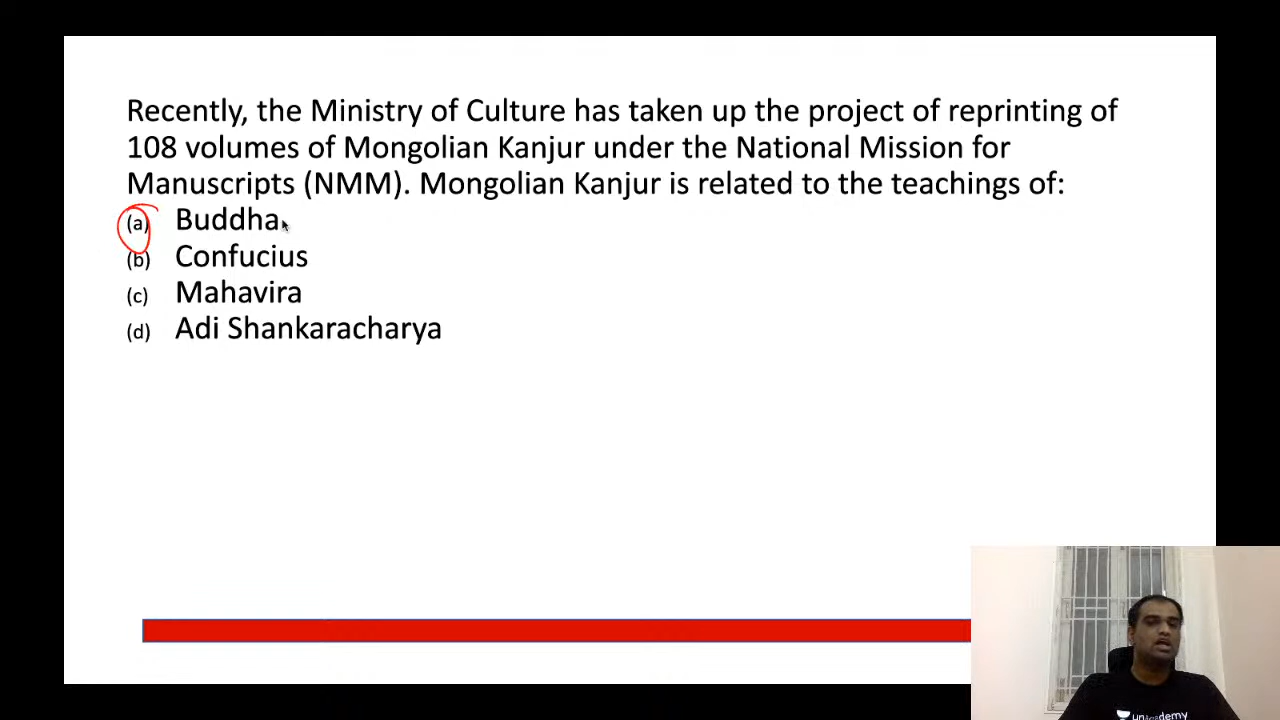 Recently, the Ministry of Culture has taken up the project of reprinting of
108 volumes of Mongolian Kanjur under the National Mission for
Manuscripts (NMM). Mongolian Kanjur is related to the teachings of:
(a) Buddha
(b) Confucius
(c) Mahavira
(d) Adi Shankaracharya
unacademy